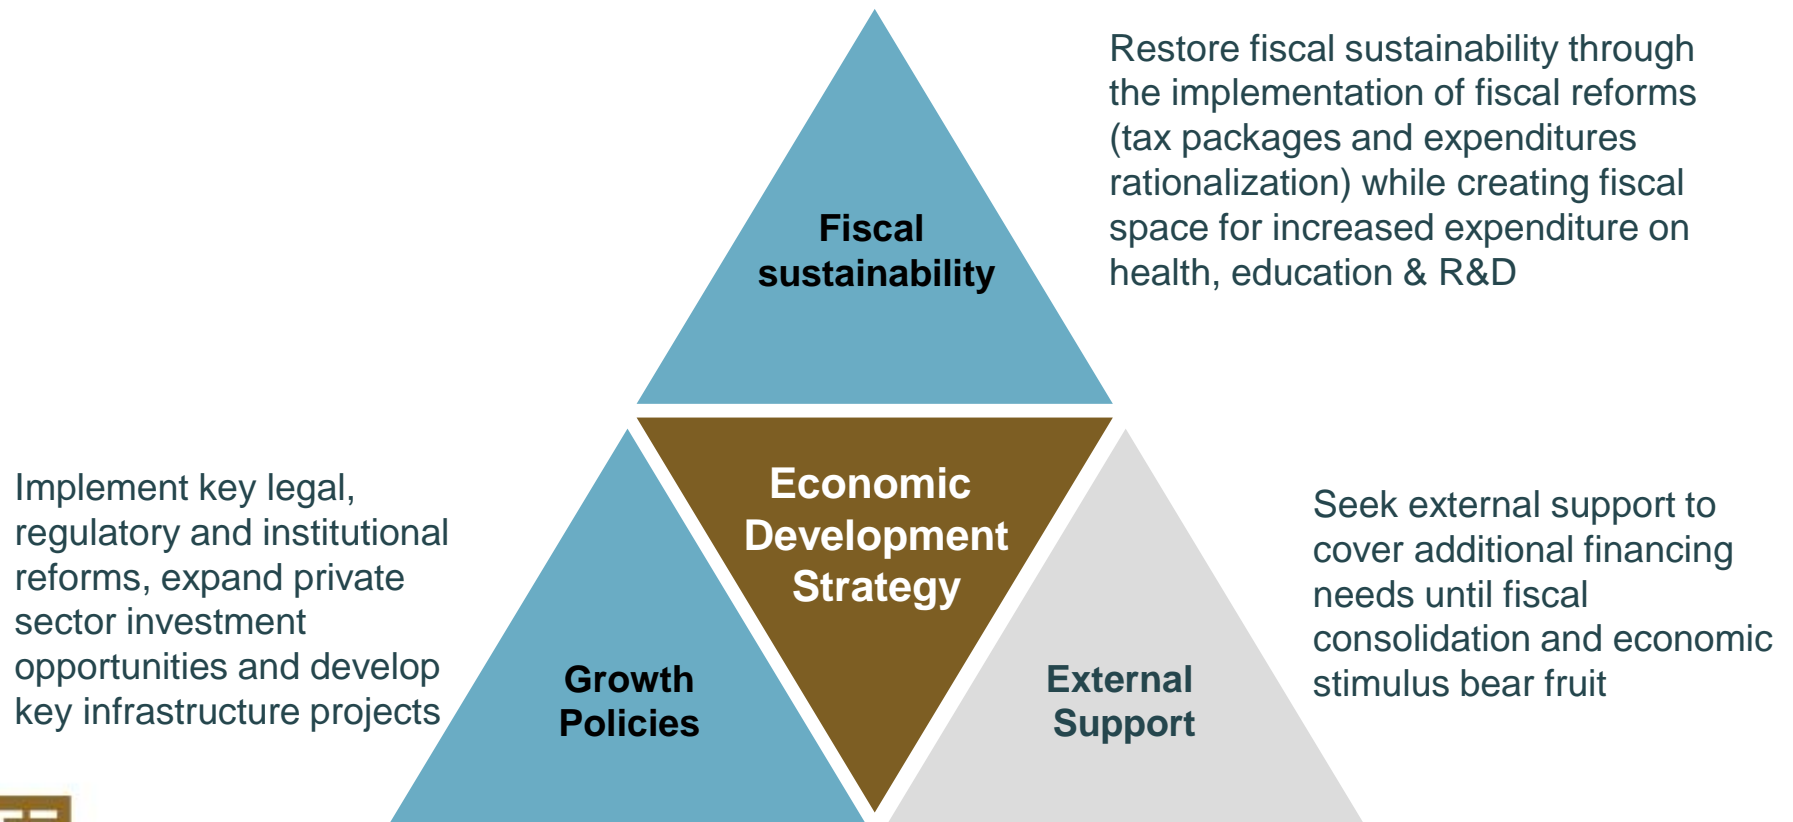 Restore fiscal sustainability through
the implementation of fiscal reforms
(tax packages and expenditures
rationalization) while creating fiscal
space for increased expenditure on
health, education & R&D
Fiscal
sustainability
Economic
Development
Strategy
Implement key legal,
regulatory and institutional
reforms, expand private
sector investment
opportunities and develop
key infrastructure projects
Growth
Policies
External
Support
Seek external support to
cover additional financing
needs until fiscal
consolidation and economic
stimulus bear fruit